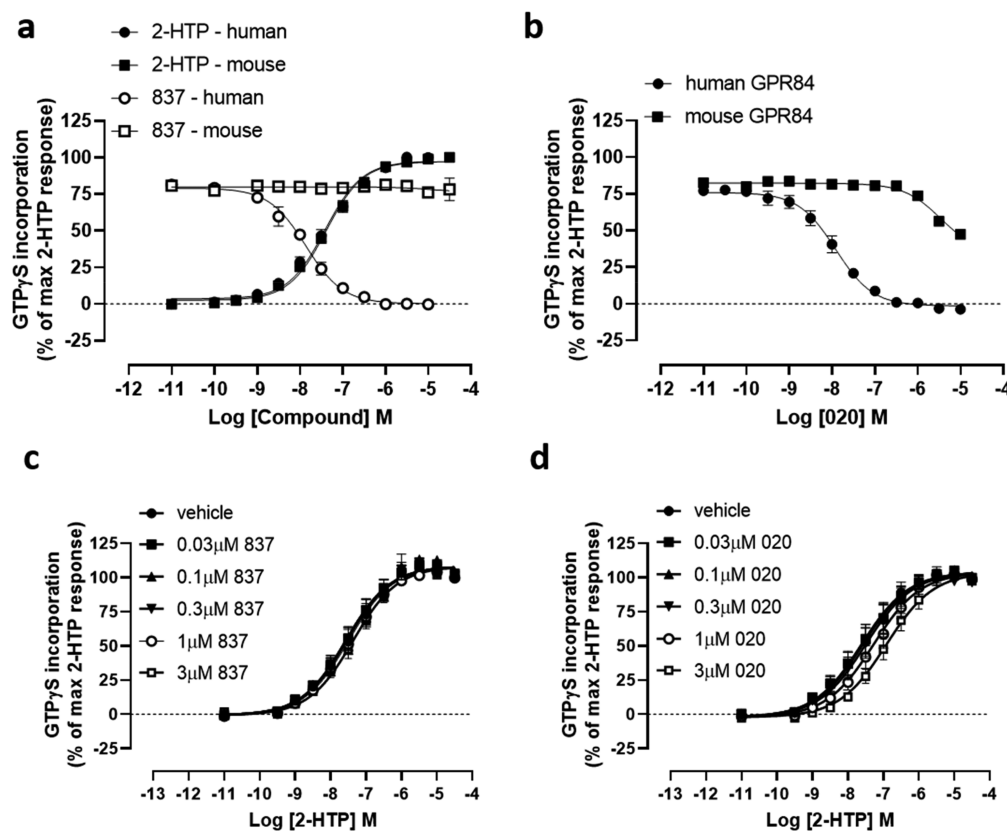 a
2-HTP - human
2-HTP - mouse
837 - human
837 - mouse
GTPγS incorporation
(% of max 2-HTP response)
125
100
75
50
25
0
-25
-12 -11 -10 -9 -8 -7 -6 -5 -4
Log [Compound] M
b
human GPR84
mouse GPR84
GTPγS incorporation
(% of max 2-HTP response)
125
100
75
50
25
0
-25
-12 -11 -10 -9 -8 -7 -6 -5 -4
Log [020] M
c
vehicle
0.03μM 837
0.1μM 837
0.3μM 837
1μM 837
3μM 837
GTPγS incorporation
(% of max 2-HTP response)
125
100
75
50
25
0
-25
-13 -12 -11 -10 -9 -8 -7 -6 -5 -4
Log [2-HTP] M
d
vehicle
0.03μM 020
0.1μM 020
0.3μM 020
1μM 020
3μM 020
GTPγS incorporation
(% of max 2-HTP response)
125
100
75
50
25
0
-25
-13 -12 -11 -10 -9 -8 -7 -6 -5 -4
Log [2-HTP] M